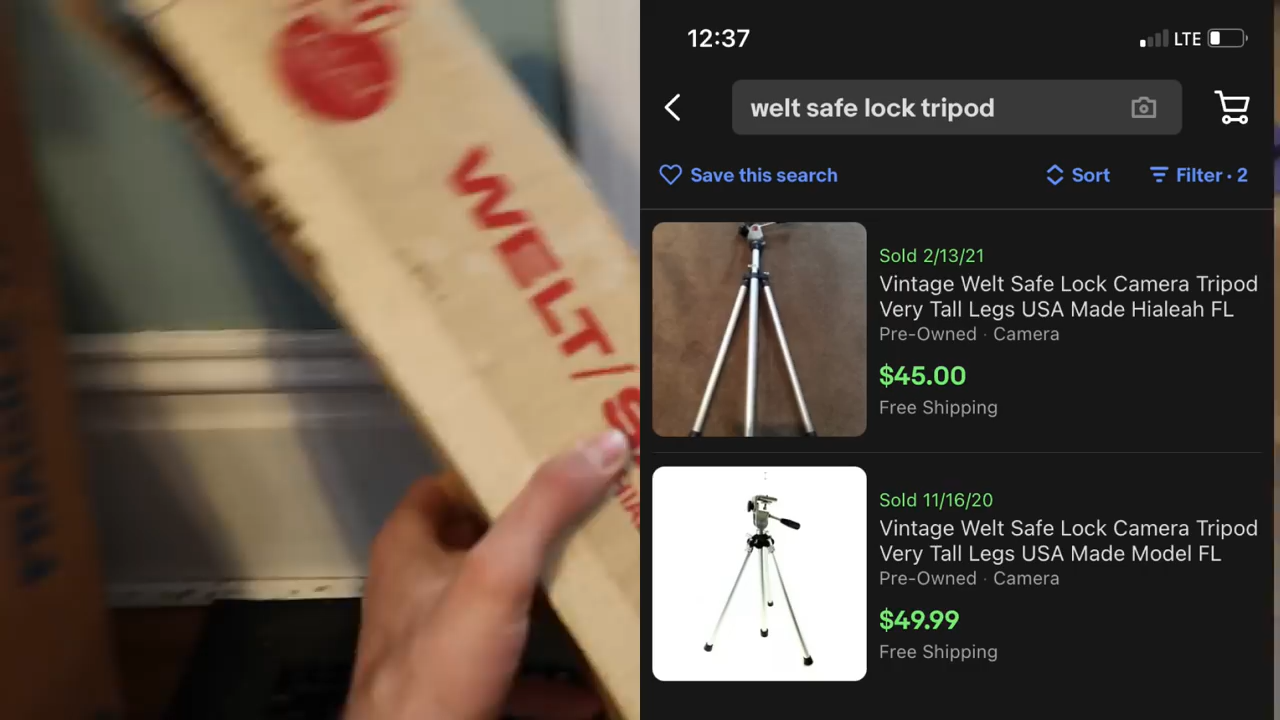 WELT/S
12:37
LTE
welt safe lock tripod
Save this search
Sort
Filter · 2
Sold 2/13/21
Vintage Welt Safe Lock Camera Tripod
Very Tall Legs USA Made Hialeah FL
Pre-Owned · Camera
$45.00
Free Shipping
Sold 11/16/20
Vintage Welt Safe Lock Camera Tripod
Very Tall Legs USA Made Model FL
Pre-Owned · Camera
$49.99
Free Shipping